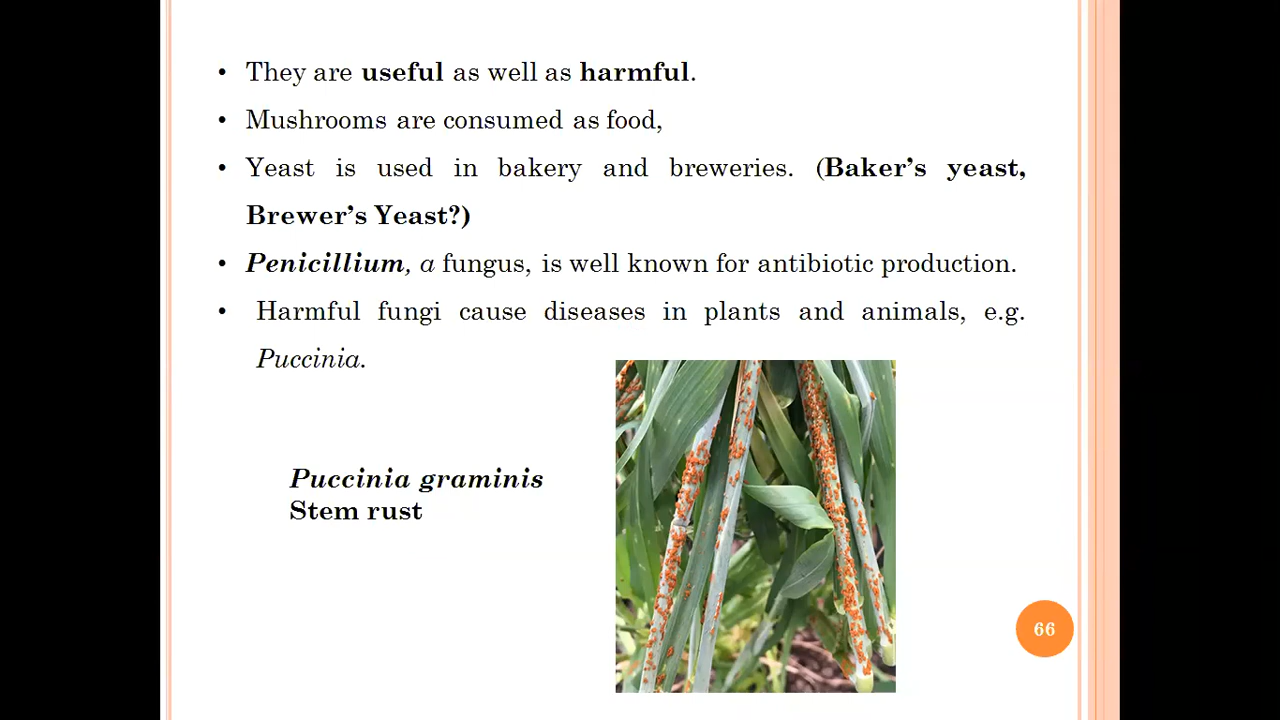 • They are useful as well as harmful.
• Mushrooms are consumed as food,
• Yeast is used in bakery and breweries. (Baker’s yeast,
Brewer’s Yeast?)
• Penicillium, a fungus, is well known for antibiotic production.
• Harmful fungi cause diseases in plants and animals, e.g.
Puccinia.
Puccinia graminis
Stem rust
66